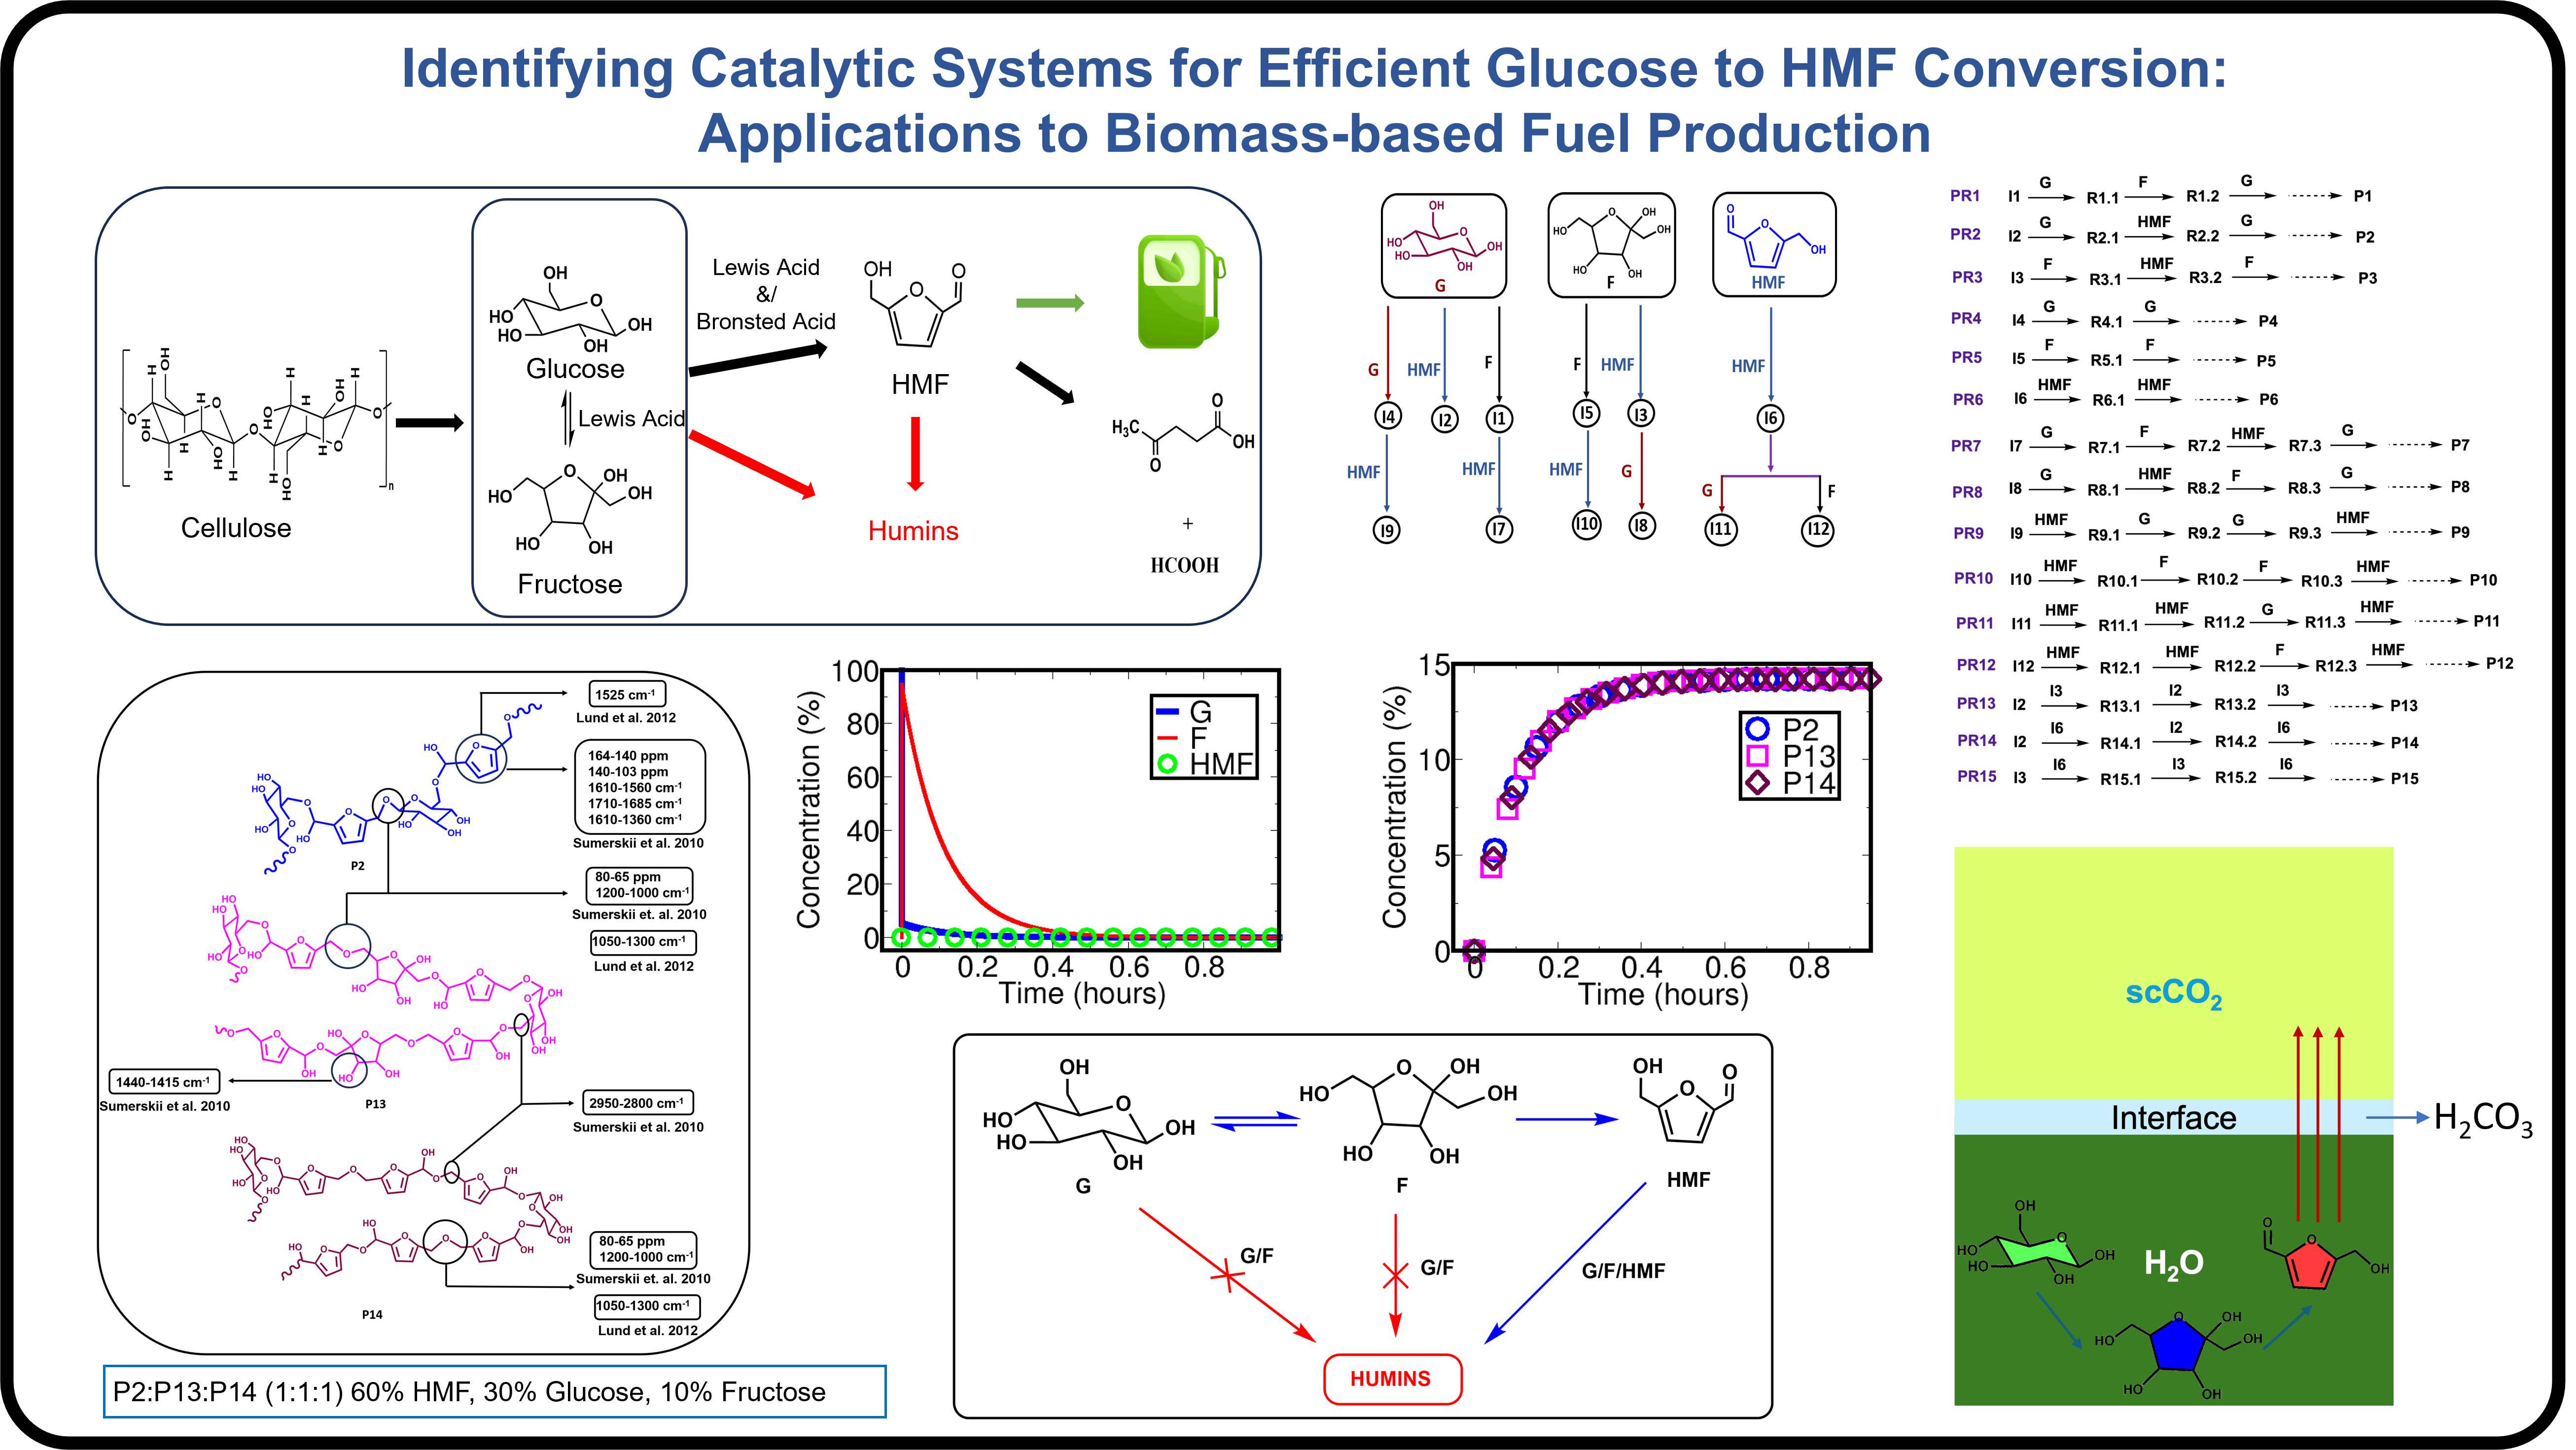 Identifying Catalytic Systems for Efficient Glucose to HMF Conversion:
Applications to Biomass-based Fuel Production
Cellulose
Glucose
Lewis Acid
Fructose
Lewis Acid
&/
Bronsted Acid
HMF
Humins
H₃C
O
O
OH
+
HCOOH
G
F
HMF
G
HMF
F
F
HMF
HMF
I4
I2
I1
I5
I3
I6
HMF
HMF
HMF
G
G
F
I9
I7
I10
I8
I11
I12
PR1 I1 G R1.1 F R1.2 G P1
PR2 I2 G R2.1 HMF R2.2 G P2
PR3 I3 F R3.1 HMF R3.2 F P3
PR4 I4 G R4.1 G P4
PR5 I5 F R5.1 F P5
PR6 I6 HMF R6.1 HMF P6
PR7 I7 G R7.1 F R7.2 HMF R7.3 G P7
PR8 I8 G R8.1 HMF R8.2 F R8.3 G P8
PR9 I9 HMF R9.1 G R9.2 G R9.3 HMF P9
PR10 I10 HMF R10.1 F R10.2 F R10.3 HMF P10
PR11 I11 HMF R11.1 HMF R11.2 G R11.3 HMF P11
PR12 I12 HMF R12.1 HMF R12.2 F R12.3 HMF P12
PR13 I2 I3 R13.1 I2 R13.2 I3 P13
PR14 I2 I6 R14.1 I2 R14.2 I6 P14
PR15 I3 I6 R15.1 I3 R15.2 I6 P15
1525 cm⁻¹
Lund et al. 2012
164-140 ppm
140-103 ppm
1610-1560 cm⁻¹
1710-1685 cm⁻¹
1610-1360 cm⁻¹
Sumerskii et al. 2010
P2
80-65 ppm
1200-1000 cm⁻¹
Sumerskii et. al 2010
1050-1300 cm⁻¹
Lund et al. 2012
1440-1415 cm⁻¹
Sumerskii et al. 2010
P13
2950-2800 cm⁻¹
Sumerskii et al. 2010
80-65 ppm
1200-1000 cm⁻¹
Sumerskii et. al 2010
1050-1300 cm⁻¹
Lund et al. 2012
P14
P2:P13:P14 (1:1:1) 60% HMF, 30% Glucose, 10% Fructose
Concentration (%)
100
80
60
40
20
0
0 0.2 0.4 0.6 0.8
Time (hours)
G
F
HMF
Concentration (%)
15
10
5
0
0 0.2 0.4 0.6 0.8
Time (hours)
P2
P13
P14
G
F
HMF
G/F
G/F
G/F/HMF
HUMINS
scCO₂
Interface
H₂CO₃
H₂O